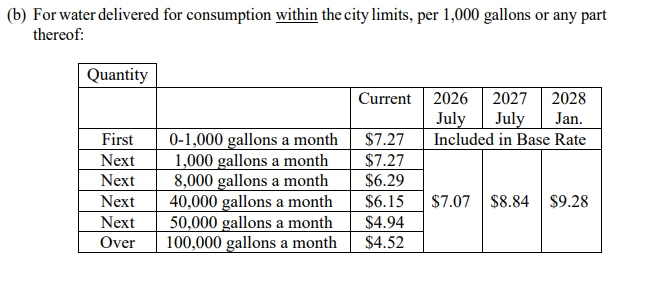 (b) For water delivered for consumption within the city limits, per 1,000 gallons or any part
thereof:
Quantity
Current 2026 July 2027 July 2028 Jan.
First 0-1,000 gallons a month $7.27 Included in Base Rate
Next 1,000 gallons a month $7.27
Next 8,000 gallons a month $6.29
Next 40,000 gallons a month $6.15 $7.07 $8.84 $9.28
Next 50,000 gallons a month $4.94
Over 100,000 gallons a month $4.52